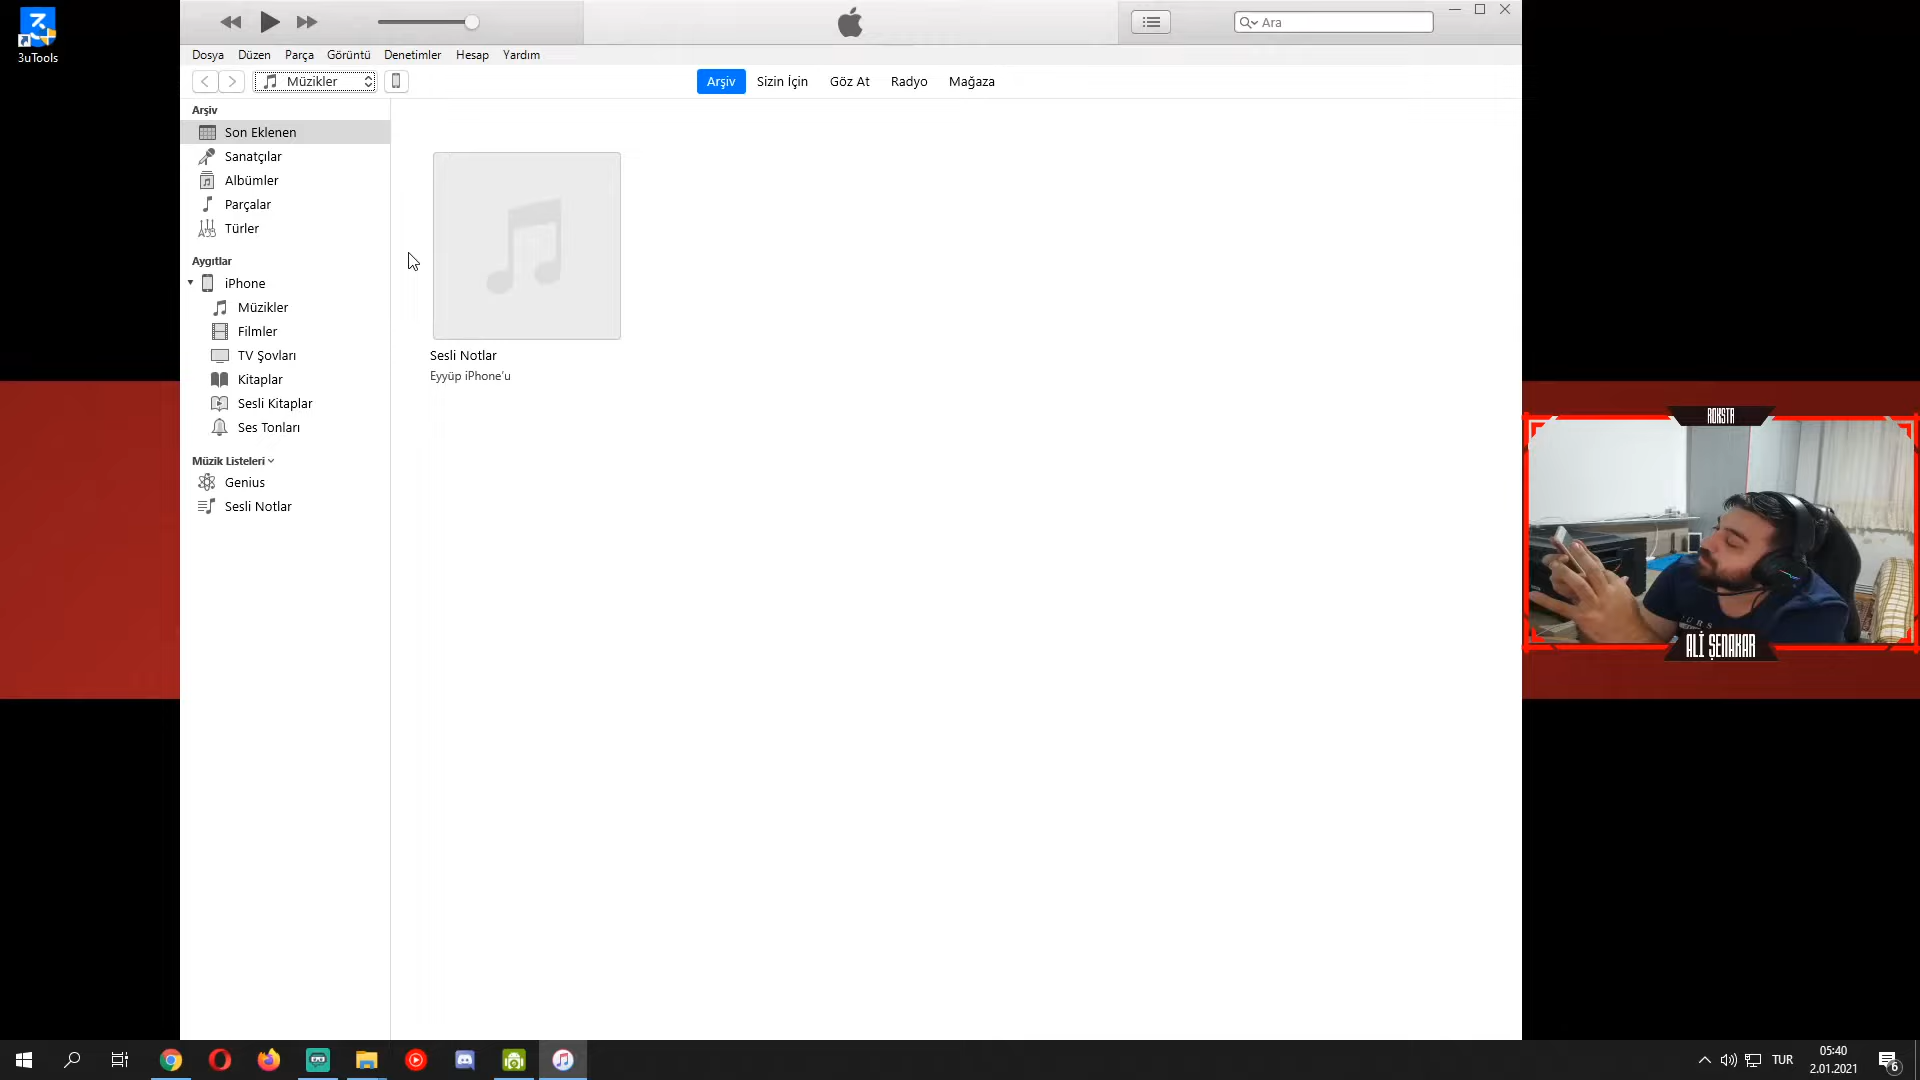 3uTools
Ara
Dosya Düzen Parça Görüntü Denetimler Hesap Yardım
Müzikler
Arşiv Sizin İçin Göz At Radyo Mağaza
Arşiv
Son Eklenen
Sanatçılar
Albümler
Parçalar
Türler
Aygıtlar
iPhone
Müzikler
Filmler
TV Şovları
Kitaplar
Sesli Kitaplar
Ses Tonları
Müzik Listeleri
Genius
Sesli Notlar
Sesli Notlar
Eyyüp iPhone'u
ROKSTR
ALİ ŞENAKAR
TUR
05:40
2.01.2021
6